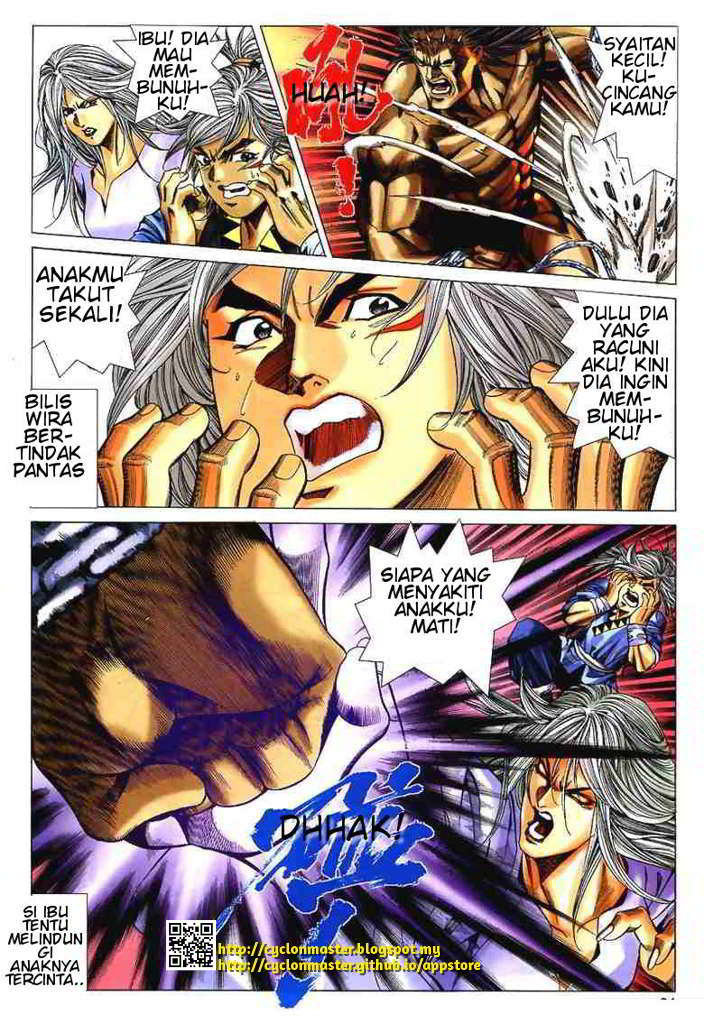 IBU! DIA
MAU
MEM-
BUNUH-
KU!
吼!
HUAH!
SYAITAN
KECIL!
KU-
CINCANG
KAMU!
ANAKMU
TAKUT
SEKALI!
DULU DIA
YANG
RACUNI
AKU! KINI
DIA INGIN
MEM-
BUNUH-
KU!
BILIS
WIRA
BER-
TINDAK
PANTAS
SIAPA YANG
MENYAKITI
ANAKKU!
MATI!
DHHAK!
SI IBU
TENTU
MELINDUN
GI
ANAKNYA
TERCINTA..
http://cyclonmaster.blogspot.my
http://cyclonmaster.github.io/appstore